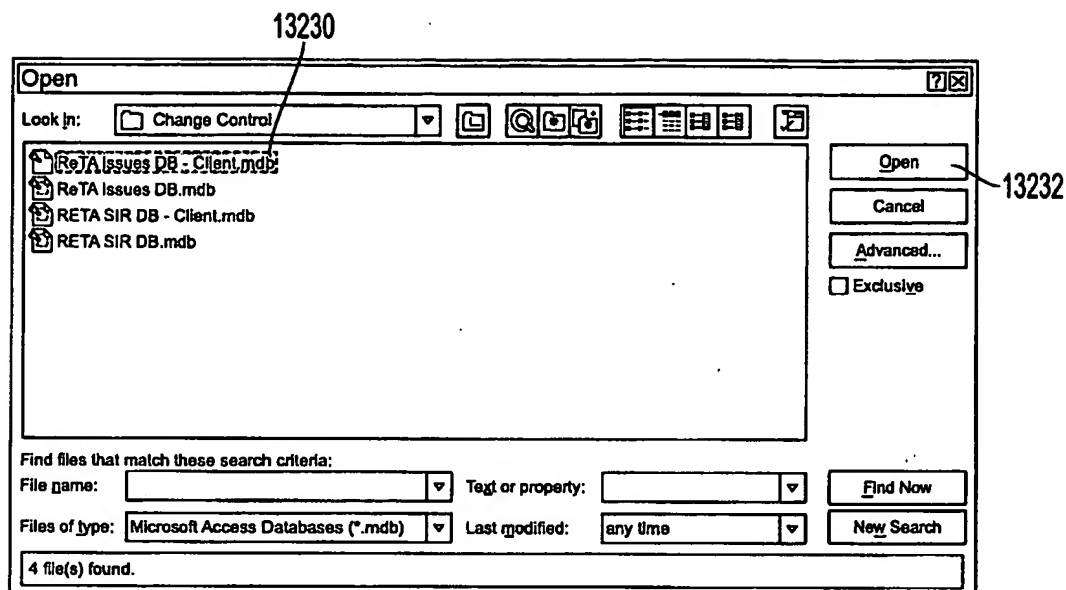 13230
Open
Look in: Change Control
ReTA Issues DB - Client.mdb
ReTA Issues DB.mdb
RETA SIR DB - Client.mdb
RETA SIR DB.mdb
Open
13232
Cancel
Advanced...
Exclusive
Find files that match these search criteria:
File name: Text or property: Find Now
Files of type: Microsoft Access Databases (*.mdb) Last modified: any time New Search
4 file(s) found.